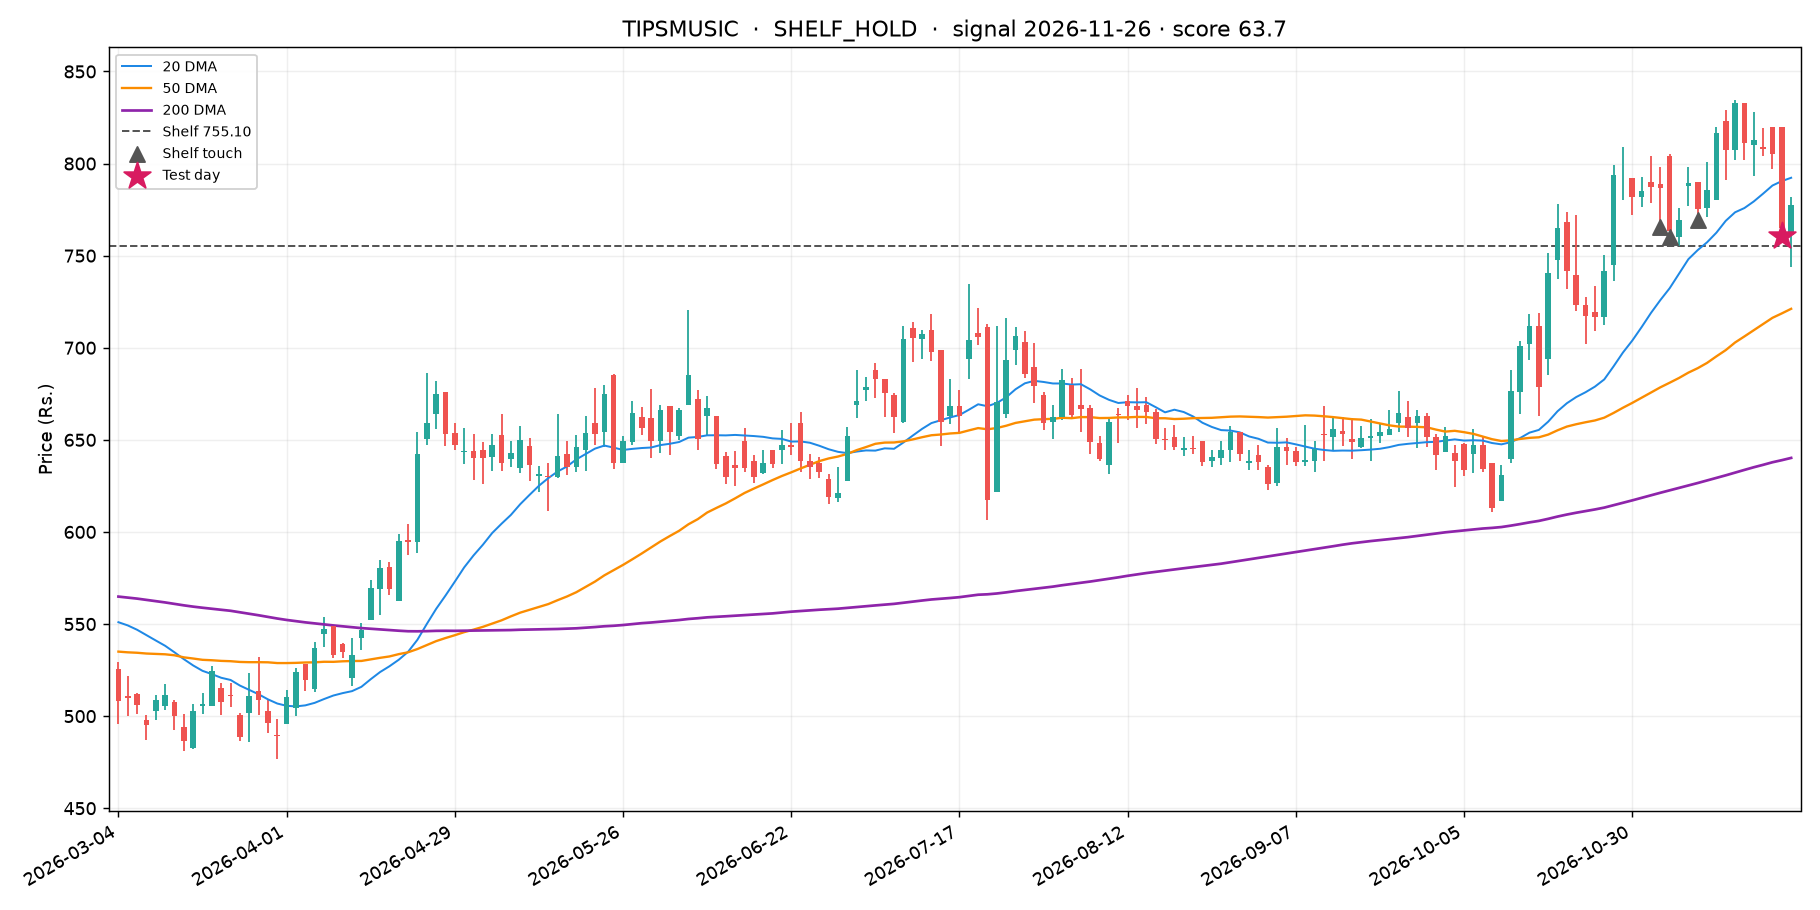 TIPSMUSIC · SHELF_HOLD · signal 2026-11-26 · score 63.7
20 DMA
50 DMA
200 DMA
Shelf 755.10
Shelf touch
Test day
Price (Rs.)
850
800
750
700
650
600
550
500
450
2026-03-04
2026-04-01
2026-04-29
2026-05-26
2026-06-22
2026-07-17
2026-08-12
2026-09-07
2026-10-05
2026-10-30